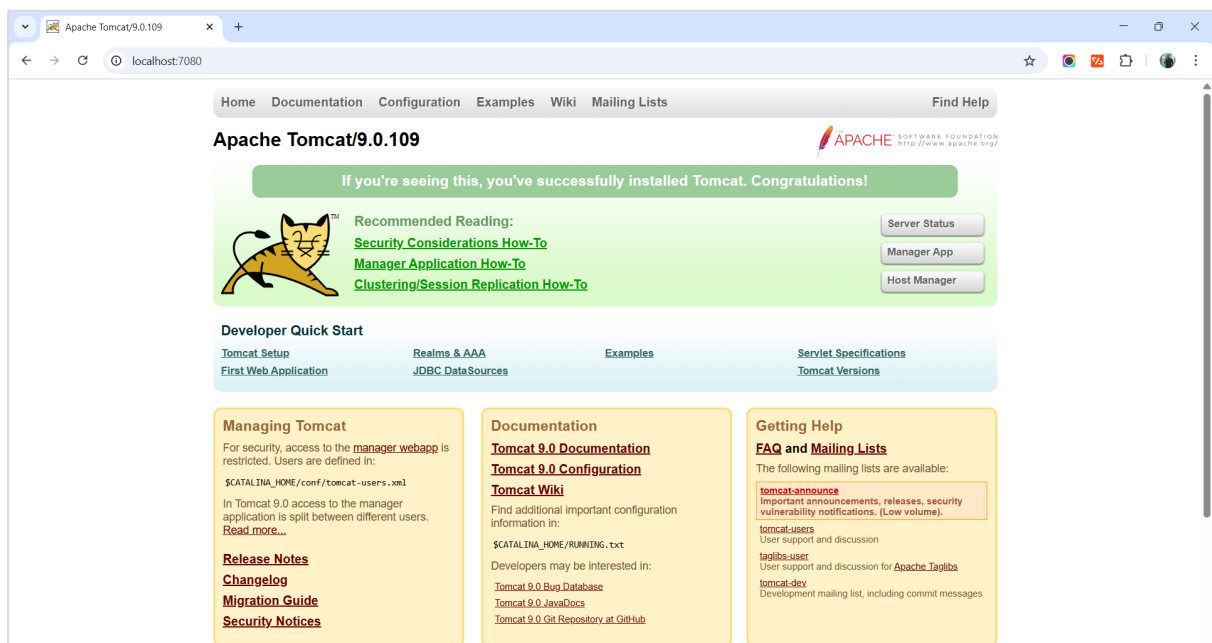 Apache Tomcat/9.0.109
localhost:7080
Home Documentation Configuration Examples Wiki Mailing Lists Find Help
Apache Tomcat/9.0.109
THE
APACHE™ SOFTWARE FOUNDATION
http://www.apache.org/
If you're seeing this, you've successfully installed Tomcat. Congratulations!
TM
Recommended Reading:
Security Considerations How-To
Manager Application How-To
Clustering/Session Replication How-To
Server Status
Manager App
Host Manager
Developer Quick Start
Tomcat Setup
First Web Application
Realms & AAA
JDBC DataSources
Examples
Servlet Specifications
Tomcat Versions
Managing Tomcat
For security, access to the manager webapp is
restricted. Users are defined in:
$CATALINA_HOME/conf/tomcat-users.xml
In Tomcat 9.0 access to the manager
application is split between different users.
Read more...
Release Notes
Changelog
Migration Guide
Security Notices
Documentation
Tomcat 9.0 Documentation
Tomcat 9.0 Configuration
Tomcat Wiki
Find additional important configuration
information in:
$CATALINA_HOME/RUNNING.txt
Developers may be interested in:
Tomcat 9.0 Bug Database
Tomcat 9.0 JavaDocs
Tomcat 9.0 Git Repository at GitHub
Getting Help
FAQ and Mailing Lists
The following mailing lists are available:
tomcat-announce
Important announcements, releases, security
vulnerability notifications. (Low volume).
tomcat-users
User support and discussion
taglibs-user
User support and discussion for Apache Taglibs
tomcat-dev
Development mailing list, including commit messages